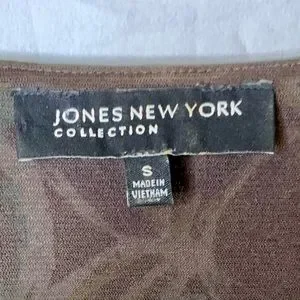 JONES NEW YORK
COLLECTION
S
MADE IN
VIETNAM